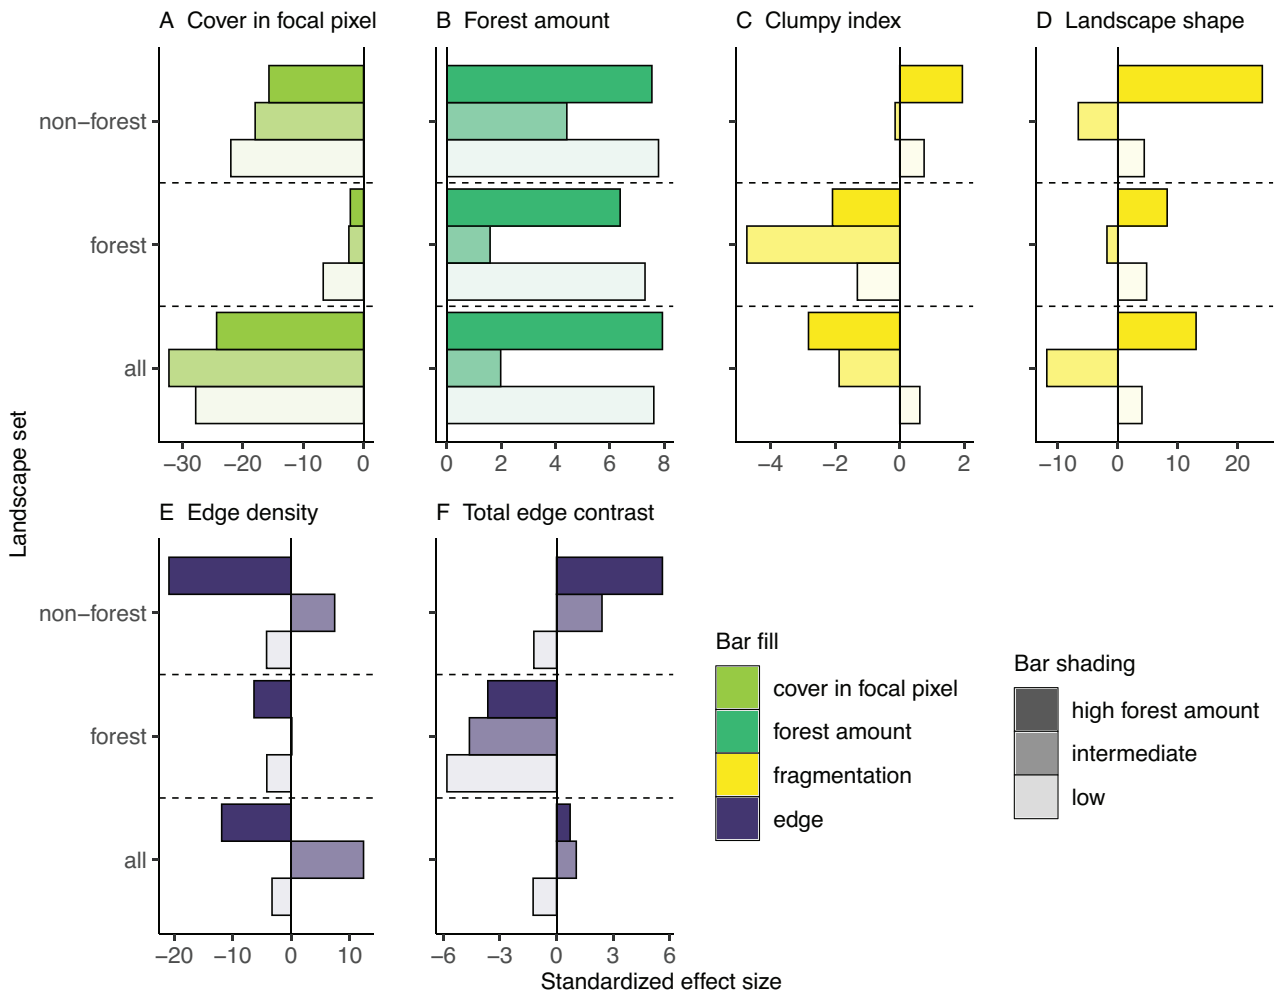 A Cover in focal pixel
B Forest amount
C Clumpy index
D Landscape shape
non−forest
forest
all
−30 −20 −10 0
0 2 4 6 8
−4 −2 0 2
−10 0 10 20
Landscape set
E Edge density
F Total edge contrast
non−forest
forest
all
−20 −10 0 10
−6 −3 0 3 6
Standardized effect size
Bar fill
cover in focal pixel
forest amount
fragmentation
edge
Bar shading
high forest amount
intermediate
low